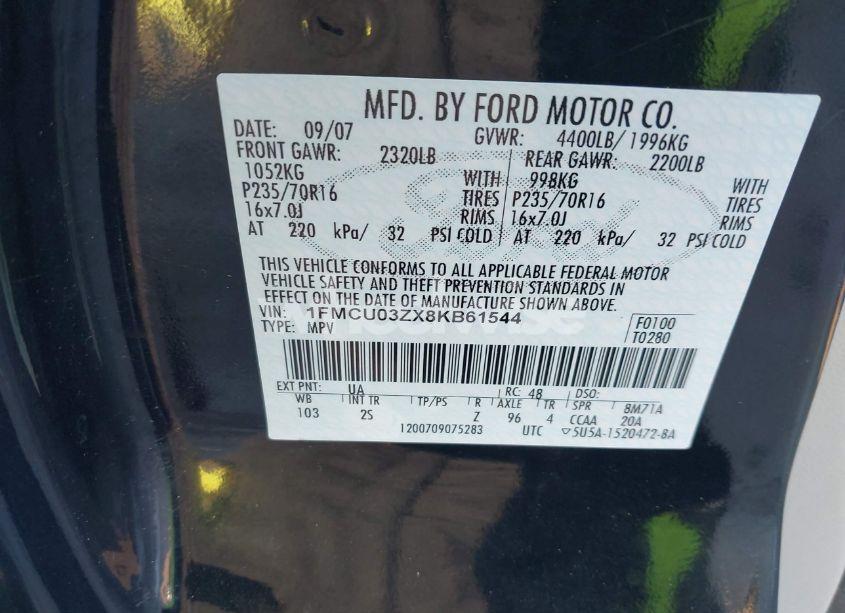 MFD. BY FORD MOTOR CO.
DATE: 09/07 GVWR: 4400LB/ 1996KG
FRONT GAWR: 2320LB REAR GAWR: 2200LB
1052KG WITH 998KG WITH
P235/70R16 TIRES P235/70R16 TIRES
16x7.0J RIMS 16x7.0J RIMS
AT 220 kPa/ 32 PSI COLD AT 220 kPa/ 32 PSI COLD
THIS VEHICLE CONFORMS TO ALL APPLICABLE FEDERAL MOTOR
VEHICLE SAFETY AND THEFT PREVENTION STANDARDS IN
EFFECT ON THE DATE OF MANUFACTURE SHOWN ABOVE.
VIN: 1FMCU03ZX8KB61544 F0100
TYPE: MPV T0280
EXT PNT: UA RC: 48 DSO:
WB INT TR TP/PS R AXLE TR SPR 8M71A
103 2S Z 96 4 CCAA 20A
1200709075283 UTC ▽5U5A-1520472-8A